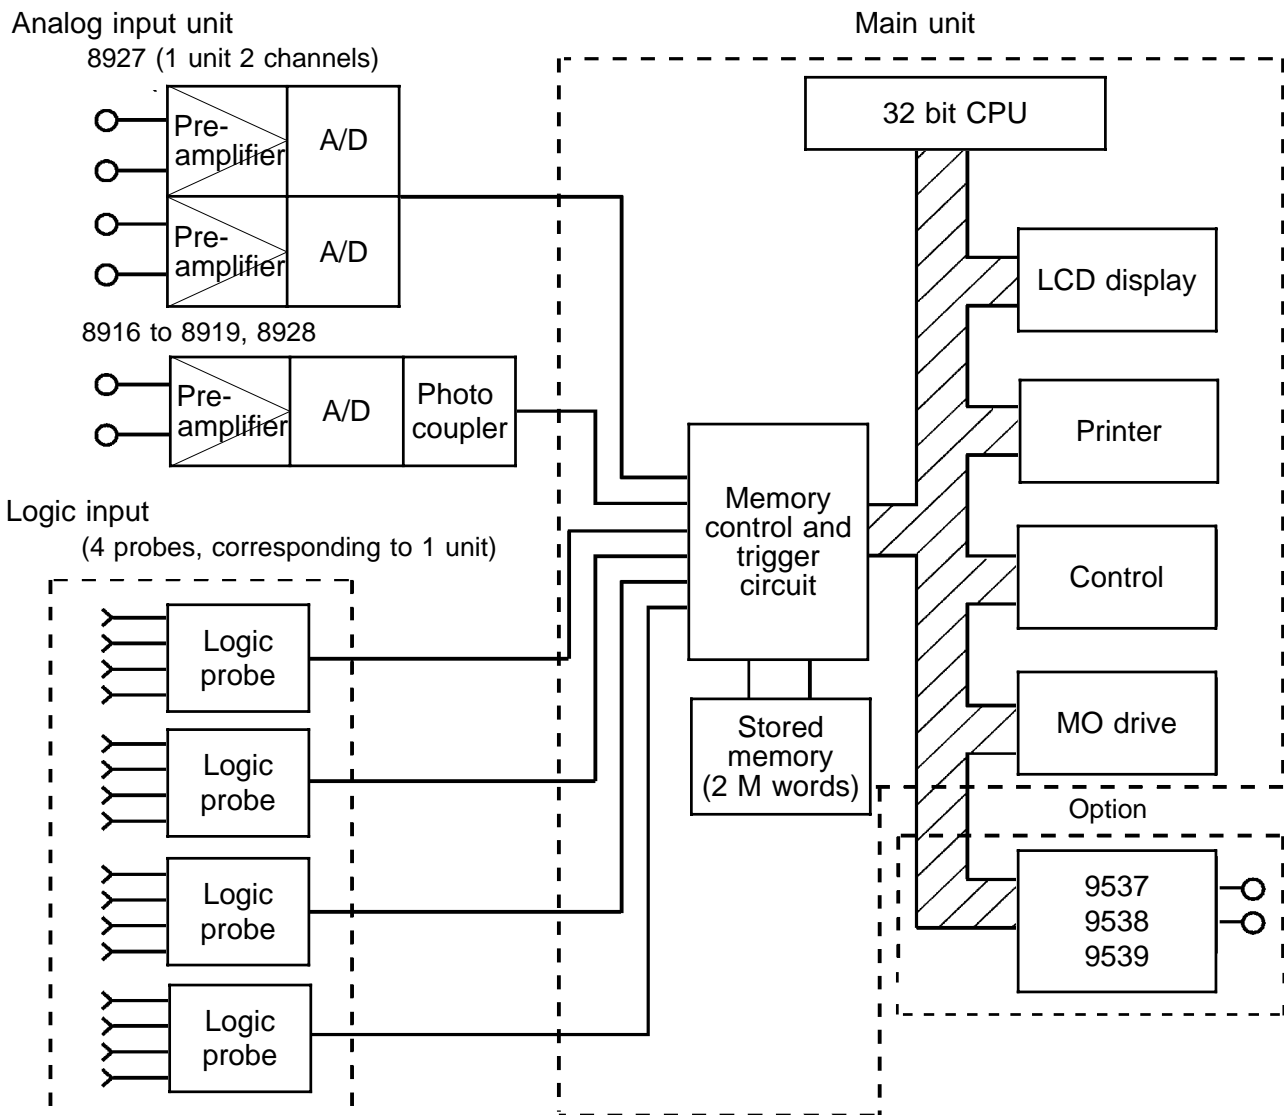 Analog input unit
8927 (1 unit 2 channels)
Pre-
amplifier
A/D
Pre-
amplifier
A/D
8916 to 8919, 8928
Pre-
amplifier
A/D
Photo
coupler
Logic input
(4 probes, corresponding to 1 unit)
Logic
probe
Logic
probe
Logic
probe
Logic
probe
Main unit
32 bit CPU
Memory
control and
trigger
circuit
Stored
memory
(2 M words)
LCD display
Printer
Control
MO drive
Option
9537
9538
9539